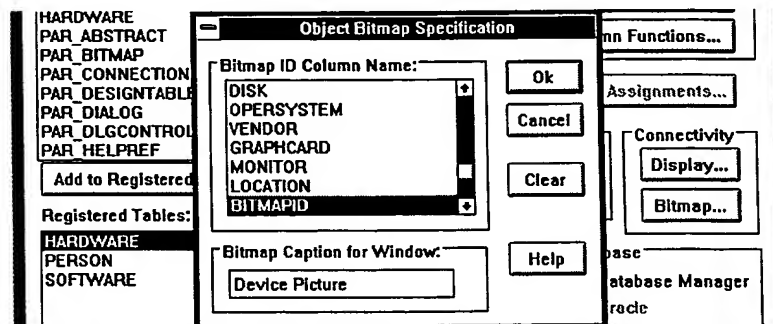 HARDWARE
PAR_ABSTRACT
PAR_BITMAP
PAR_CONNECTION
PAR_DESIGNTABLE
PAR_DIALOG
PAR_DLGCONTROL
PAR_HELPREF
Add to Registered
Registered Tables:
HARDWARE
PERSON
SOFTWARE
Object Bitmap Specification
Bitmap ID Column Name:
DISK
OPERSYSTEM
VENDOR
GRAPHCARD
MONITOR
LOCATION
BITMAPID
Bitmap Caption for Window:
Device Picture
Ok
Cancel
Clear
Help
mn Functions...
Assignments...
Connectivity
Display...
Bitmap...
base
atabase Manager
racle